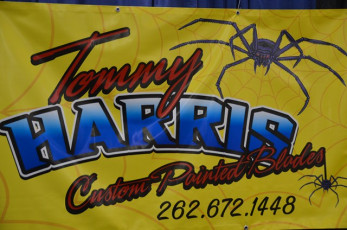 Tommy
HARRIS
Custom Painted Blades
262.672.1448